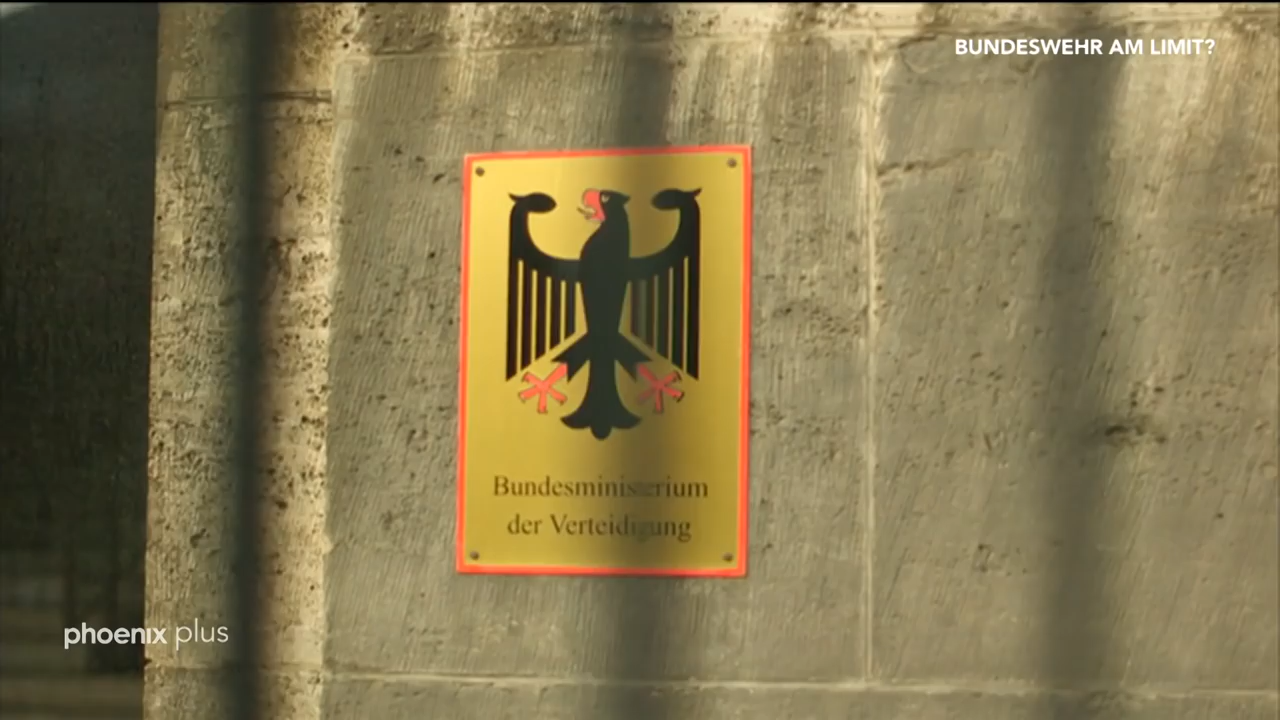 BUNDESWEHR AM LIMIT?
Bundesministerium
der Verteidigung
phoenix plus